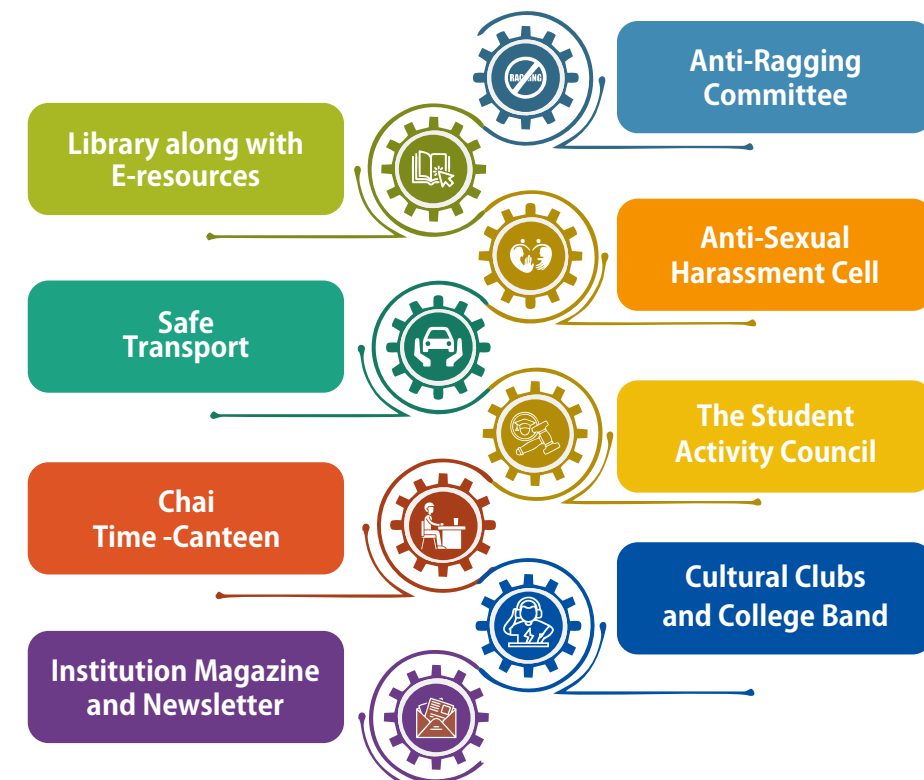 Anti-Ragging
Committee
RAGGING
Library along with
E-resources
Anti-Sexual
Harassment Cell
Safe
Transport
The Student
Activity Council
Chai
Time -Canteen
Cultural Clubs
and College Band
Institution Magazine
and Newsletter